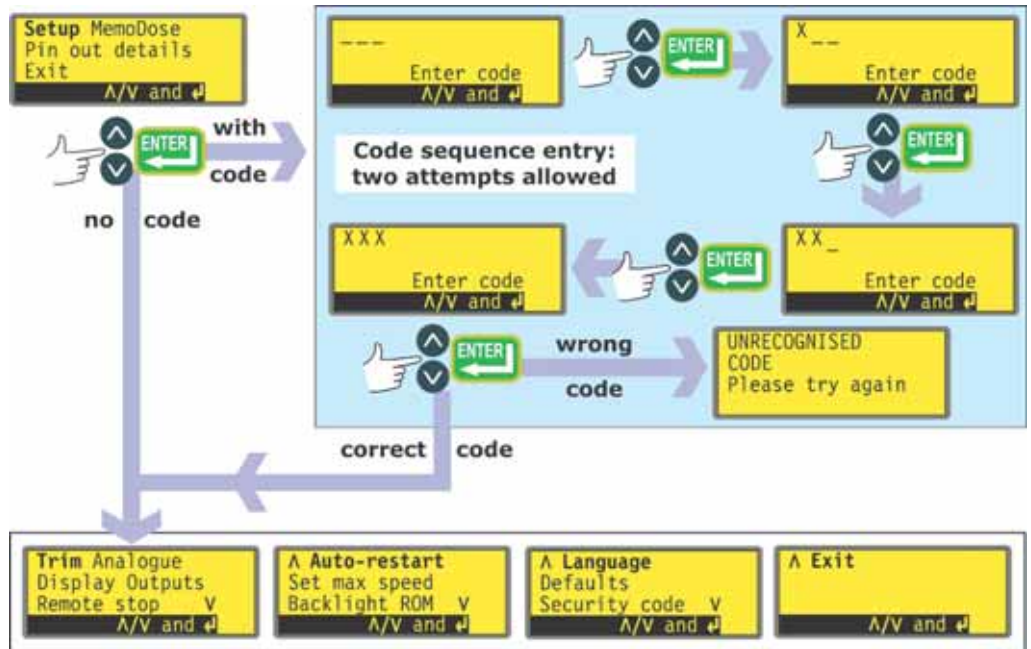 Setup MemoDose
Pin out details
Exit
Λ/V and ↵
ENTER
with
code
no code
_ _ _
Enter code
Λ/V and ↵
ENTER
X _ _
Enter code
Λ/V and ↵
ENTER
Code sequence entry:
two attempts allowed
X X _
Enter code
Λ/V and ↵
ENTER
X X X
Enter code
Λ/V and ↵
ENTER
wrong
code
UNRECOGNISED
CODE
Please try again
correct code
Trim Analogue
Display Outputs
Remote stop V
Λ/V and ↵
Λ Auto-restart
Set max speed
Backlight ROM V
Λ/V and ↵
Λ Language
Defaults
Security code V
Λ/V and ↵
Λ Exit
Λ/V and ↵